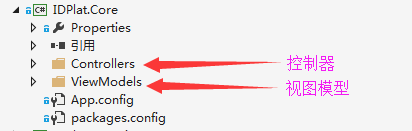 C# IDPlat.Core
Properties
引用
Controllers 控制器
ViewModels 视图模型
App.config
packages.config